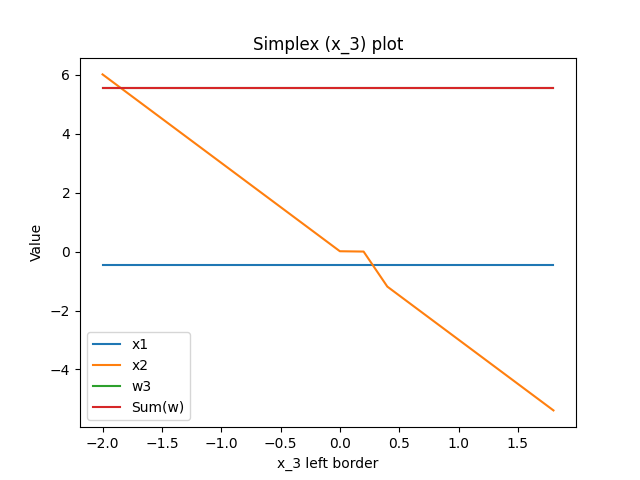 Simplex (x_3) plot
Value
6
4
2
0
−2
−4
x1
x2
w3
Sum(w)
−2.0 −1.5 −1.0 −0.5 0.0 0.5 1.0 1.5
x_3 left border